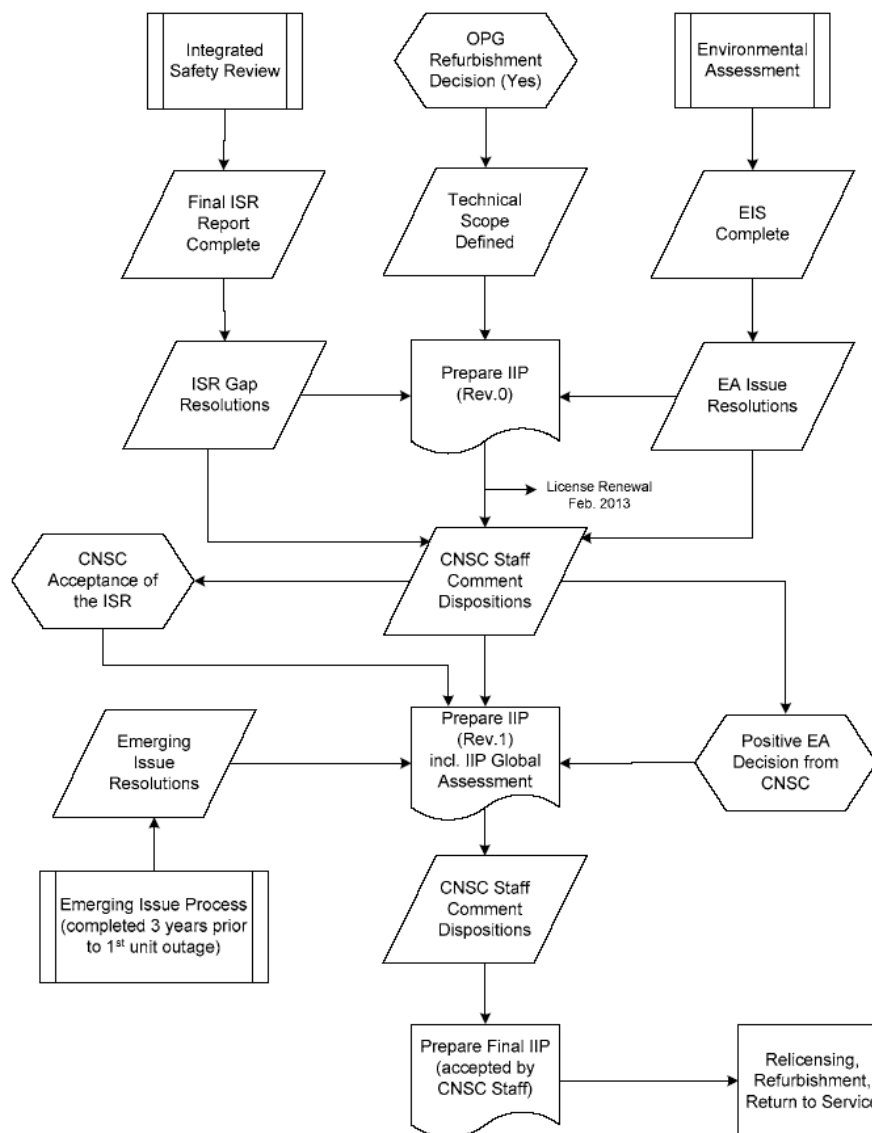 Integrated
Safety Review
OPG
Refurbishment
Decision (Yes)
Environmental
Assessment
Final ISR
Report
Complete
Technical
Scope
Defined
EIS
Complete
ISR Gap
Resolutions
Prepare IIP
(Rev.0)
EA Issue
Resolutions
License Renewal
Feb. 2013
CNSC
Acceptance of
the ISR
CNSC Staff
Comment
Dispositions
Emerging
Issue
Resolutions
Prepare IIP
(Rev.1)
incl. IIP Global
Assessment
Positive EA
Decision from
CNSC
Emerging Issue Process
(completed 3 years prior
to 1st unit outage)
CNSC Staff
Comment
Dispositions
Prepare Final IIP
(accepted by
CNSC Staff)
Relicensing,
Refurbishment,
Return to Service